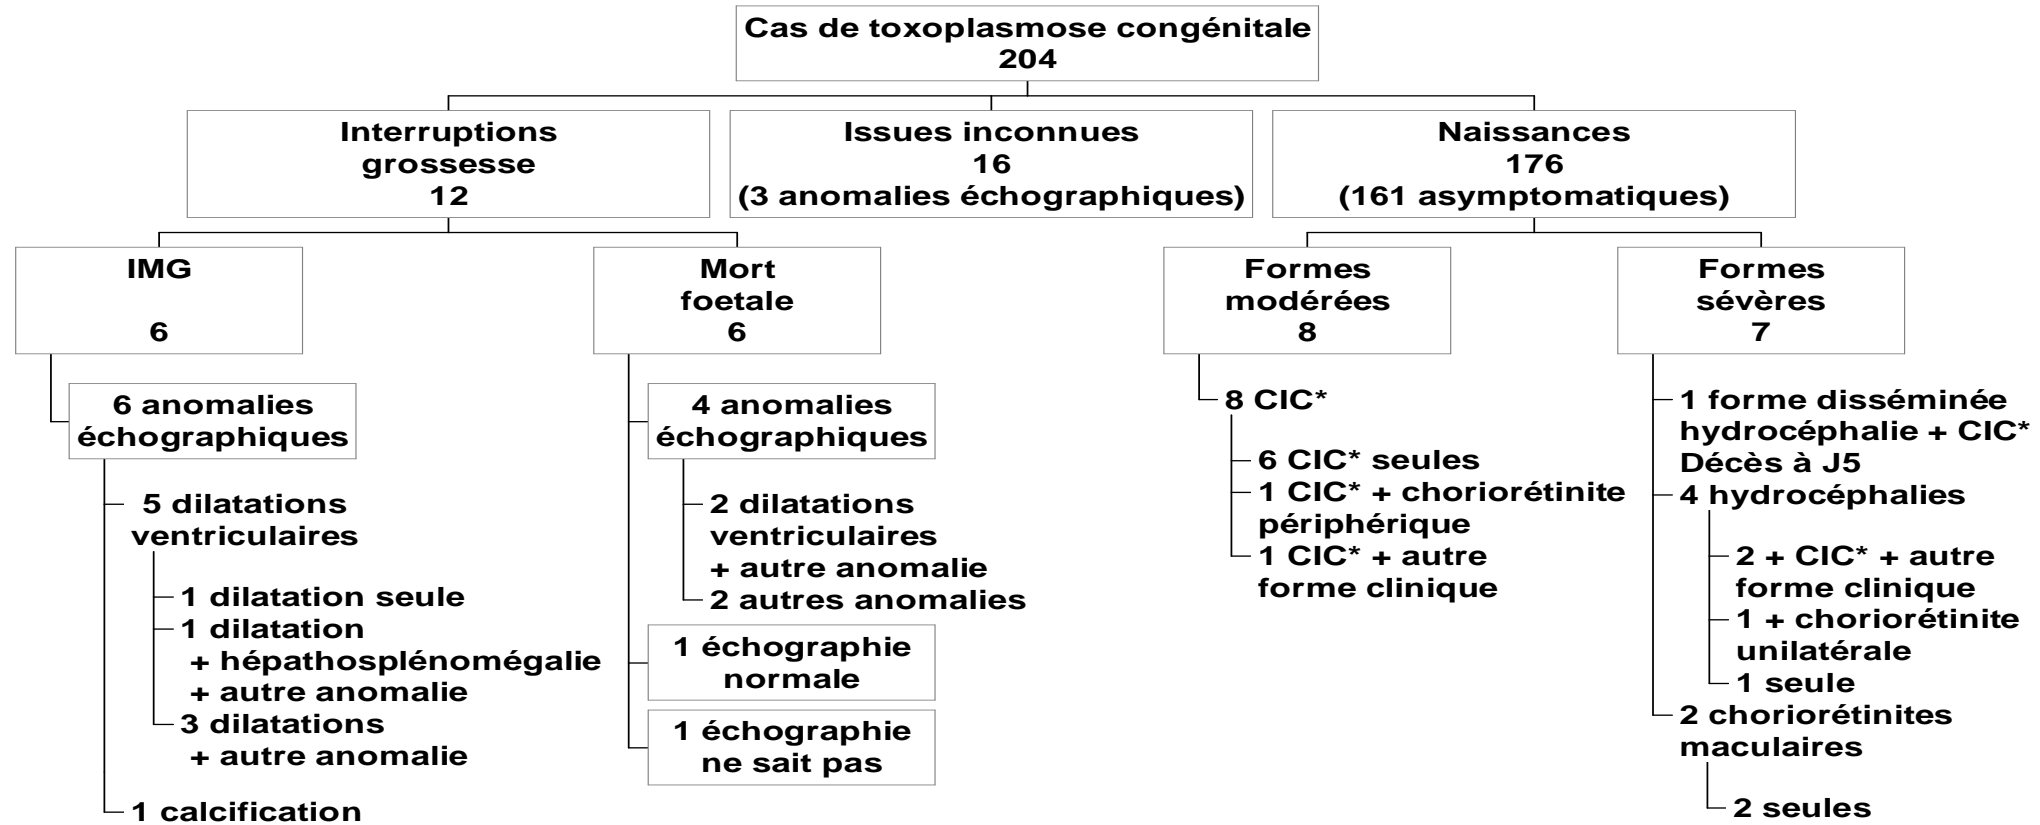 Cas de toxoplasmose congénitale
204
Interruptions
grossesse
12
Issues inconnues
16
(3 anomalies échographiques)
Naissances
176
(161 asymptomatiques)
IMG
6
Mort
foetale
6
Formes
modérées
8
Formes
sévères
7
6 anomalies
échographiques
5 dilatations
ventriculaires
1 dilatation seule
1 dilatation
+ hépathosplénomégalie
+ autre anomalie
3 dilatations
+ autre anomalie
1 calcification
4 anomalies
échographiques
2 dilatations
ventriculaires
+ autre anomalie
2 autres anomalies
1 échographie
normale
1 échographie
ne sait pas
8 CIC*
6 CIC* seules
1 CIC* + choriorétinite
périphérique
1 CIC* + autre
forme clinique
1 forme disséminée
hydrocéphalie + CIC*
Décès à J5
4 hydrocéphalies
2 + CIC* + autre
forme clinique
1 + choriorétinite
unilatérale
1 seule
2 choriorétinites
maculaires
2 seules